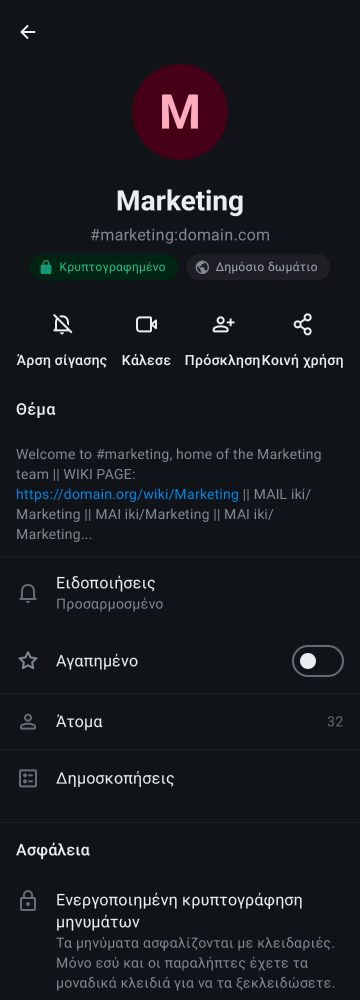 M
Marketing
#marketing:domain.com
Κρυπτογραφημένο
Δημόσιο δωμάτιο
Άρση σίγασης
Κάλεσε
Πρόσκληση
Κοινή χρήση
Θέμα
Welcome to #marketing, home of the Marketing
team || WIKI PAGE:
https://domain.org/wiki/Marketing || MAIL iki/
Marketing || MAI iki/Marketing || MAI iki/
Marketing...
Ειδοποιήσεις
Προσαρμοσμένο
Αγαπημένο
Άτομα 32
Δημοσκοπήσεις
Ασφάλεια
Ενεργοποιημένη κρυπτογράφηση
μηνυμάτων
Τα μηνύματα ασφαλίζονται με κλειδαριές.
Μόνο εσύ και οι παραλήπτες έχετε τα
μοναδικά κλειδιά για να τα ξεκλειδώσετε.